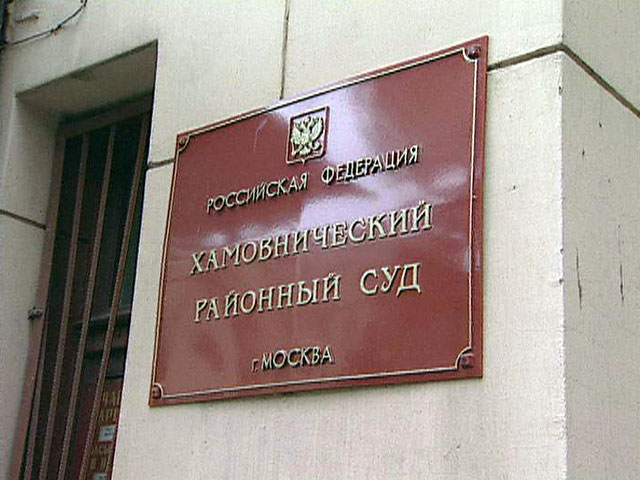 РОССИЙСКАЯ ФЕДЕРАЦИЯ
ХАМОВНИЧЕСКИЙ
РАЙОННЫЙ СУД
г. МОСКВА